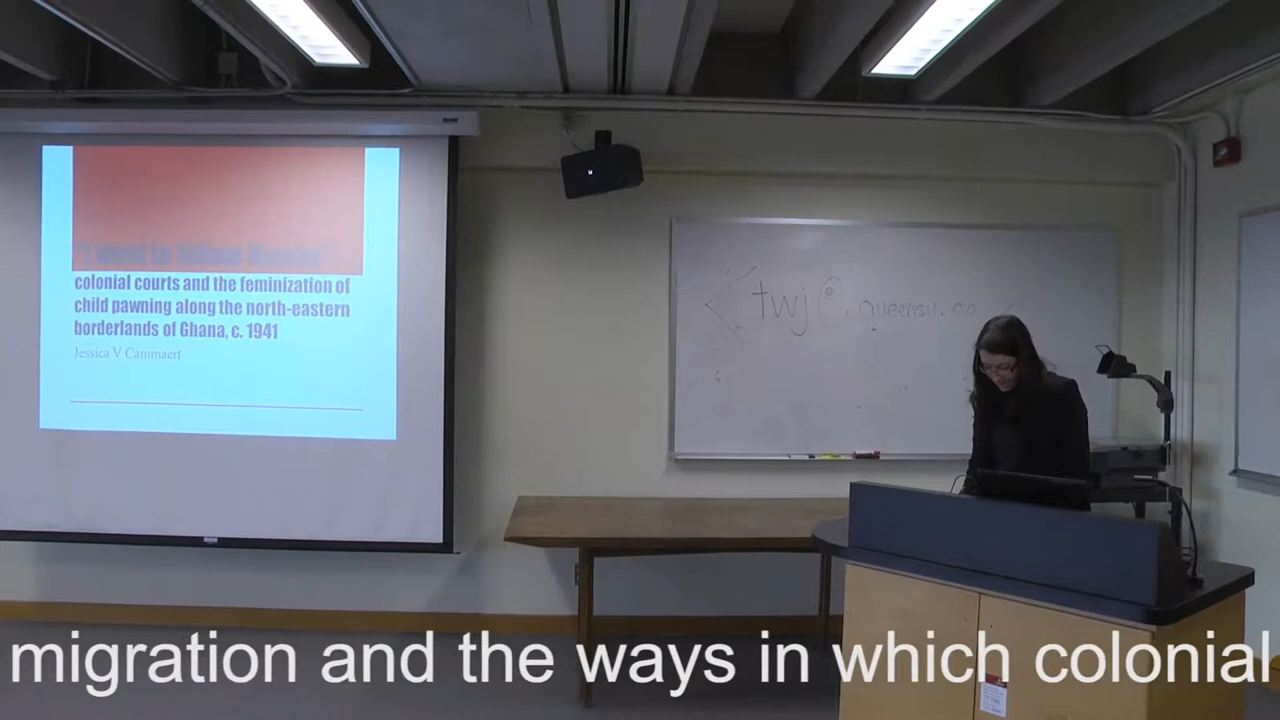 colonial courts and the feminization of
child pawning along the north-eastern
borderlands of Ghana, c. 1941
Jessica V Cammaert
twj@queensu.ca
migration and the ways in which colonial